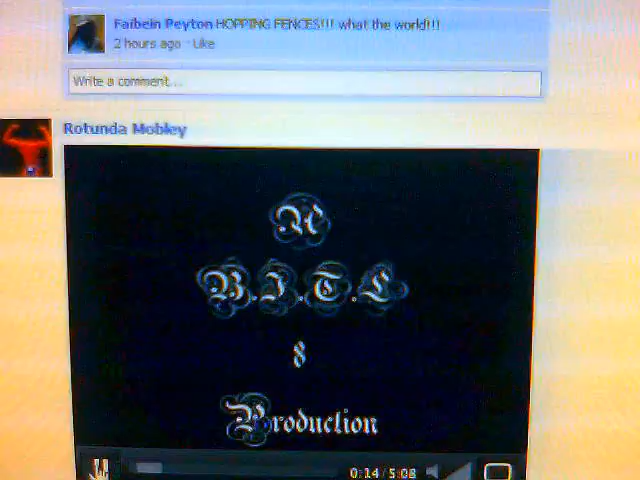 Faibein Peyton HOPPING FENCES!!! what the world!!!
2 hours ago · Like
Write a comment...
Rotunda Mobley
A
B.I.T.L
8
Production
0:14 / 5:08